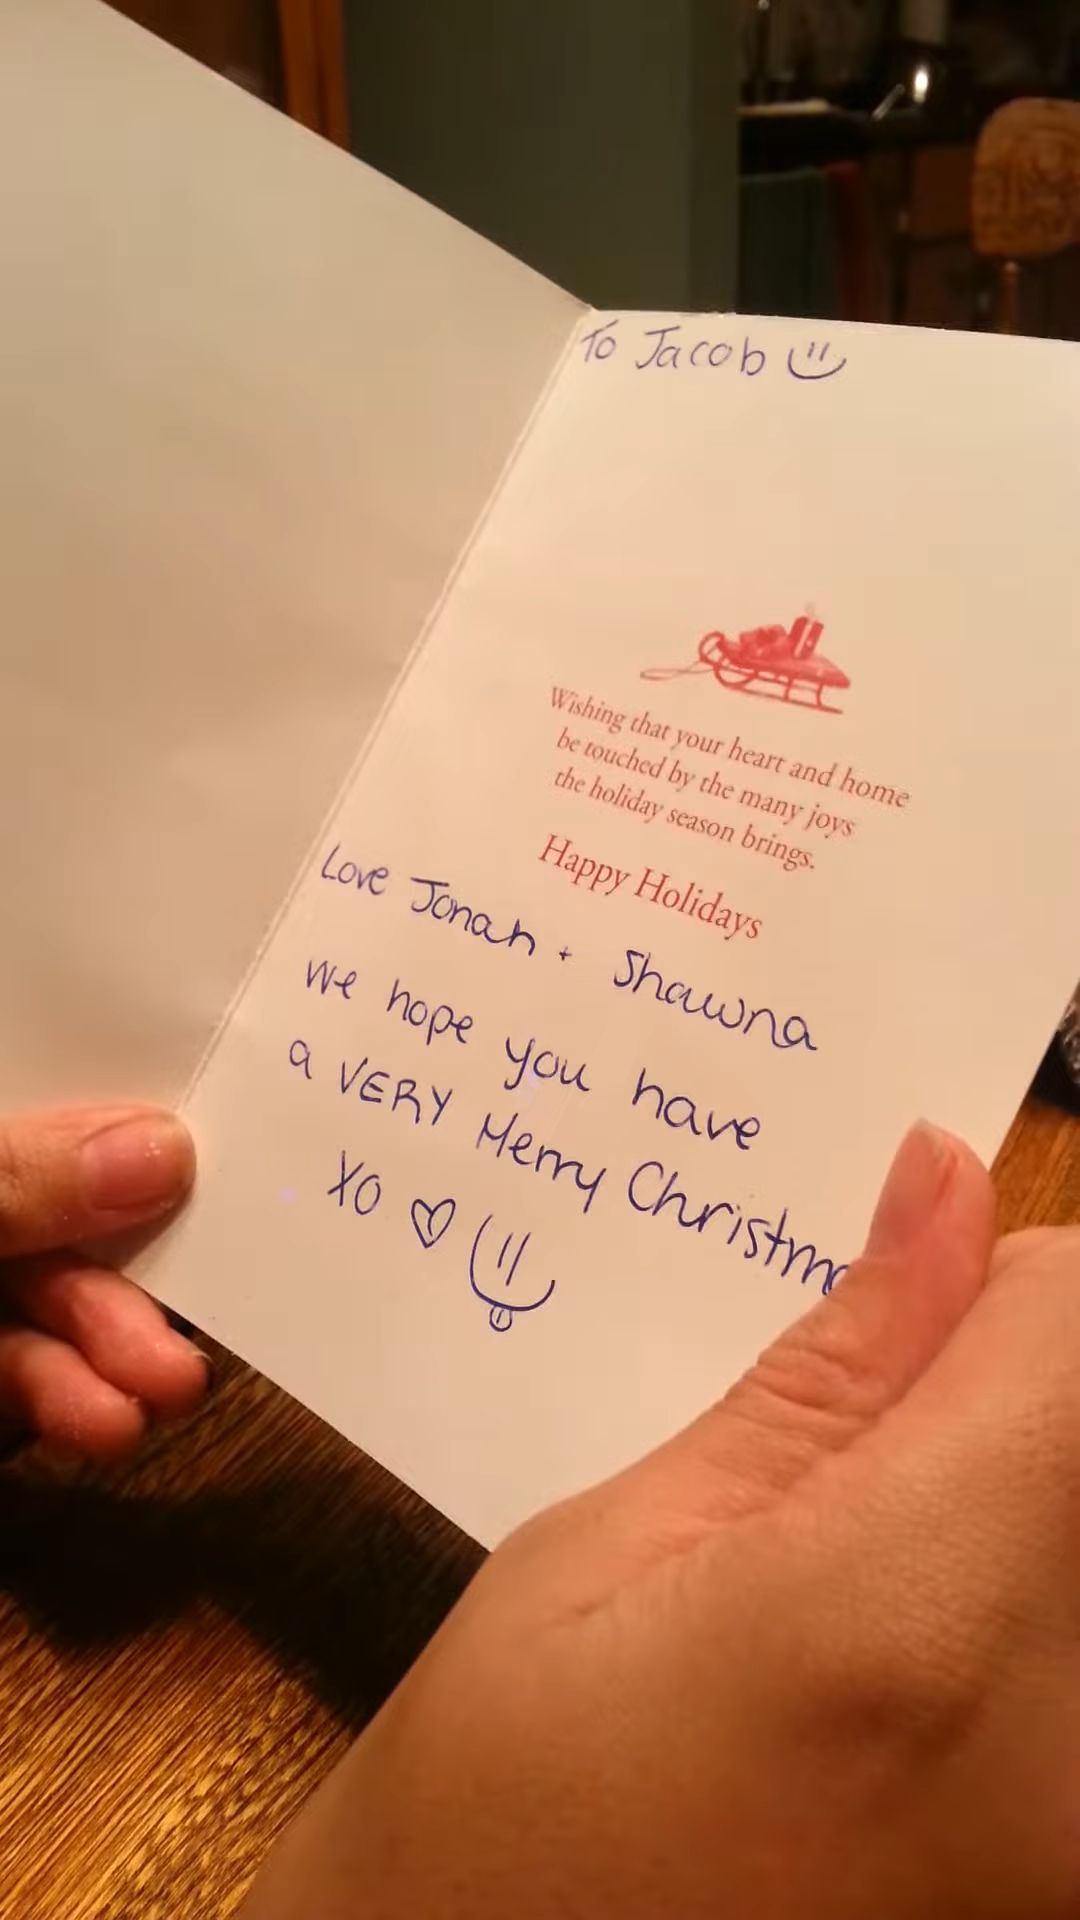 To Jacob
Wishing that your heart and home
be touched by the many joys
the holiday season brings.
Happy Holidays
Love Jonah + Shawna
We hope you have
a VERY Merry Christma
XO